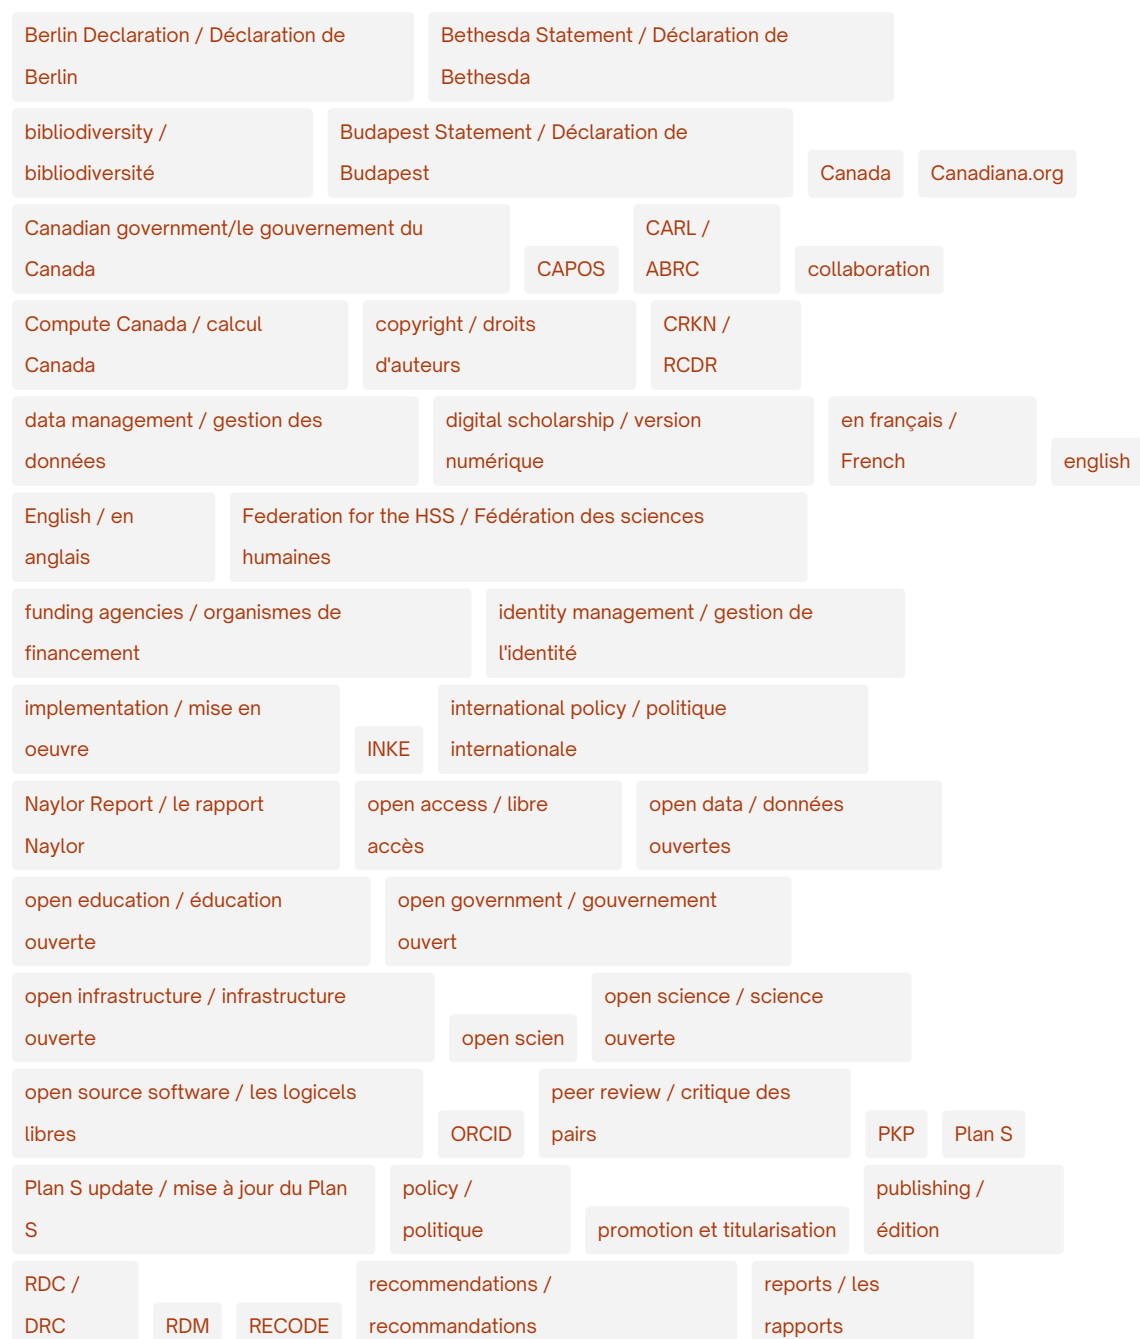 Berlin Declaration / Déclaration de
Berlin
Bethesda Statement / Déclaration de
Bethesda
bibliodiversity /
bibliodiversité
Budapest Statement / Déclaration de
Budapest
Canada
Canadiana.org
Canadian government/le gouvernement du
Canada
CAPOS
CARL /
ABRC
collaboration
Compute Canada / calcul
Canada
copyright / droits
d'auteurs
CRKN /
RCDR
data management / gestion des
données
digital scholarship / version
numérique
en français /
French
english
English / en
anglais
Federation for the HSS / Fédération des sciences
humaines
funding agencies / organismes de
financement
identity management / gestion de
l'identité
implementation / mise en
oeuvre
INKE
international policy / politique
internationale
Naylor Report / le rapport
Naylor
open access / libre
accès
open data / données
ouvertes
open education / éducation
ouverte
open government / gouvernement
ouvert
open infrastructure / infrastructure
ouverte
open scien
open science / science
ouverte
open source software / les logicels
libres
ORCID
peer review / critique des
pairs
PKP
Plan S
Plan S update / mise à jour du Plan
S
policy /
politique
promotion et titularisation
publishing /
édition
RDC /
DRC
RDM
RECODE
recommendations /
recommandations
reports / les
rapports